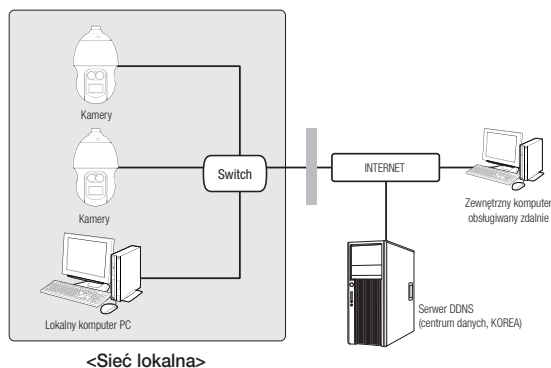 Kamery
Kamery
Switch
INTERNET
Zewnętrzny komputer
obsługiwany zdalnie
Lokalny komputer PC
Serwer DDNS
(centrum danych, KOREA)
<Sieć lokalna>